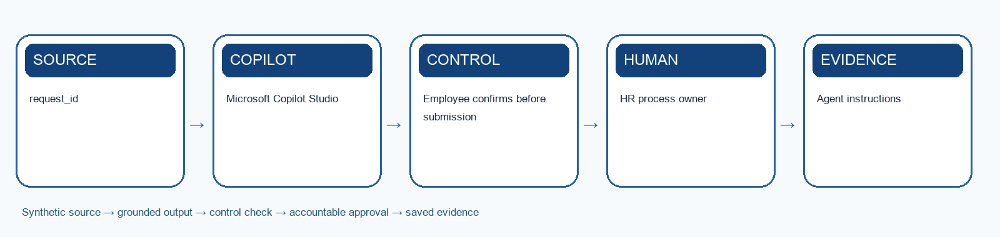 SOURCE
request_id
→
COPILOT
Microsoft Copilot Studio
→
CONTROL
Employee confirms before
submission
→
HUMAN
HR process owner
→
EVIDENCE
Agent instructions
Synthetic source → grounded output → control check → accountable approval → saved evidence